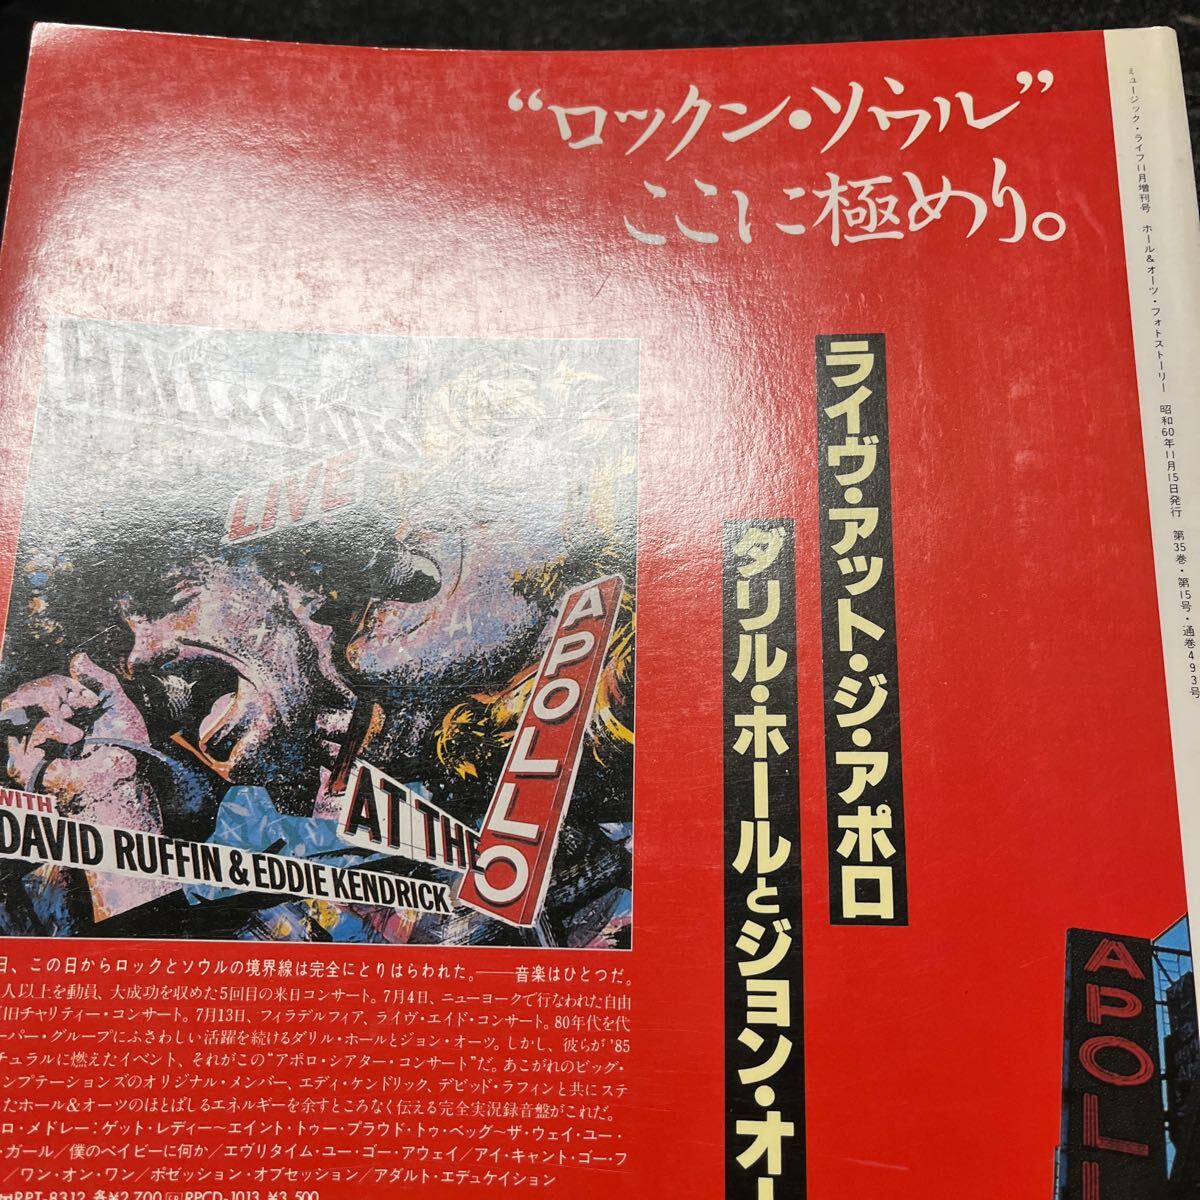 “ロックン・ソウル”
ここに極めり。
ライヴ・アット・ジ・アポロ
ダリル・ホールとジョン・オー
ミュージック・ライフ11月増刊号 ホール&オーツ・フォトストーリー 昭和60年11月15日発行 第35巻・第15号・通巻493号
LIVE
AT THE
APOLLO
WITH
DAVID RUFFIN & EDDIE KENDRICK
APOLL
日、この日からロックとソウルの境界線は完全にとりはらわれた。——音楽はひとつだ。
人以上を動員、大成功を収めた5回目の来日コンサート。7月4日、ニューヨークで行なわれた自由
旧チャリティー・コンサート。7月13日、フィラデルフィア、ライヴ・エイド・コンサート。80年代を代
ーパー・グループにふさわしい活躍を続けるダリル・ホールとジョン・オーツ。しかし、彼らが'85
チュラルに燃えたイベント、それがこの“アポロ・シアター・コンサート”だ。あこがれのビッグ・
ンプテーションズのオリジナル・メンバー、エディ・ケンドリック、デビッド・ラフィンと共にステ
たホール&オーツのほとばしるエネルギーを余すところなく伝える完全実況録音盤がこれだ。
ロ・メドレー:ゲット・レディー〜エイント・トゥー・プラウド・トゥ・ベッグ〜ザ・ウェイ・ユー・
・ガール/僕のベイビーに何か/エヴリタイム・ユー・ゴー・アウェイ/アイ・キャント・ゴー・フ
/ワン・オン・ワン/ポゼッション・オブセッション/アダルト・エデュケイション
RPT-8312 各¥2,700 CD RPCD-1013 ¥3,500